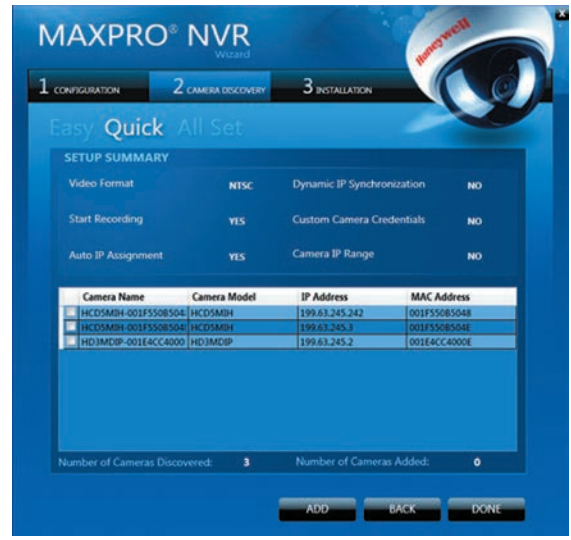 MAXPRO® NVR
Wizard
Honeywell
1 CONFIGURATION 2 CAMERA DISCOVERY 3 INSTALLATION
Easy Quick All Set
SETUP SUMMARY
Video Format NTSC Dynamic IP Synchronization NO
Start Recording YES Custom Camera Credentials NO
Auto IP Assignment YES Camera IP Range NO
Camera Name Camera Model IP Address MAC Address
HCD5MIH-001F550B504 HCD5MIH 199.63.245.242 001F550B5048
HCD5MIH-001F550B504 HCD5MIH 199.63.245.3 001F550B504E
HD3MDIP-001E4CC4000 HD3MDIP 199.63.245.2 001E4CC4000E
Number of Cameras Discovered: 3 Number of Cameras Added: 0
ADD BACK DONE